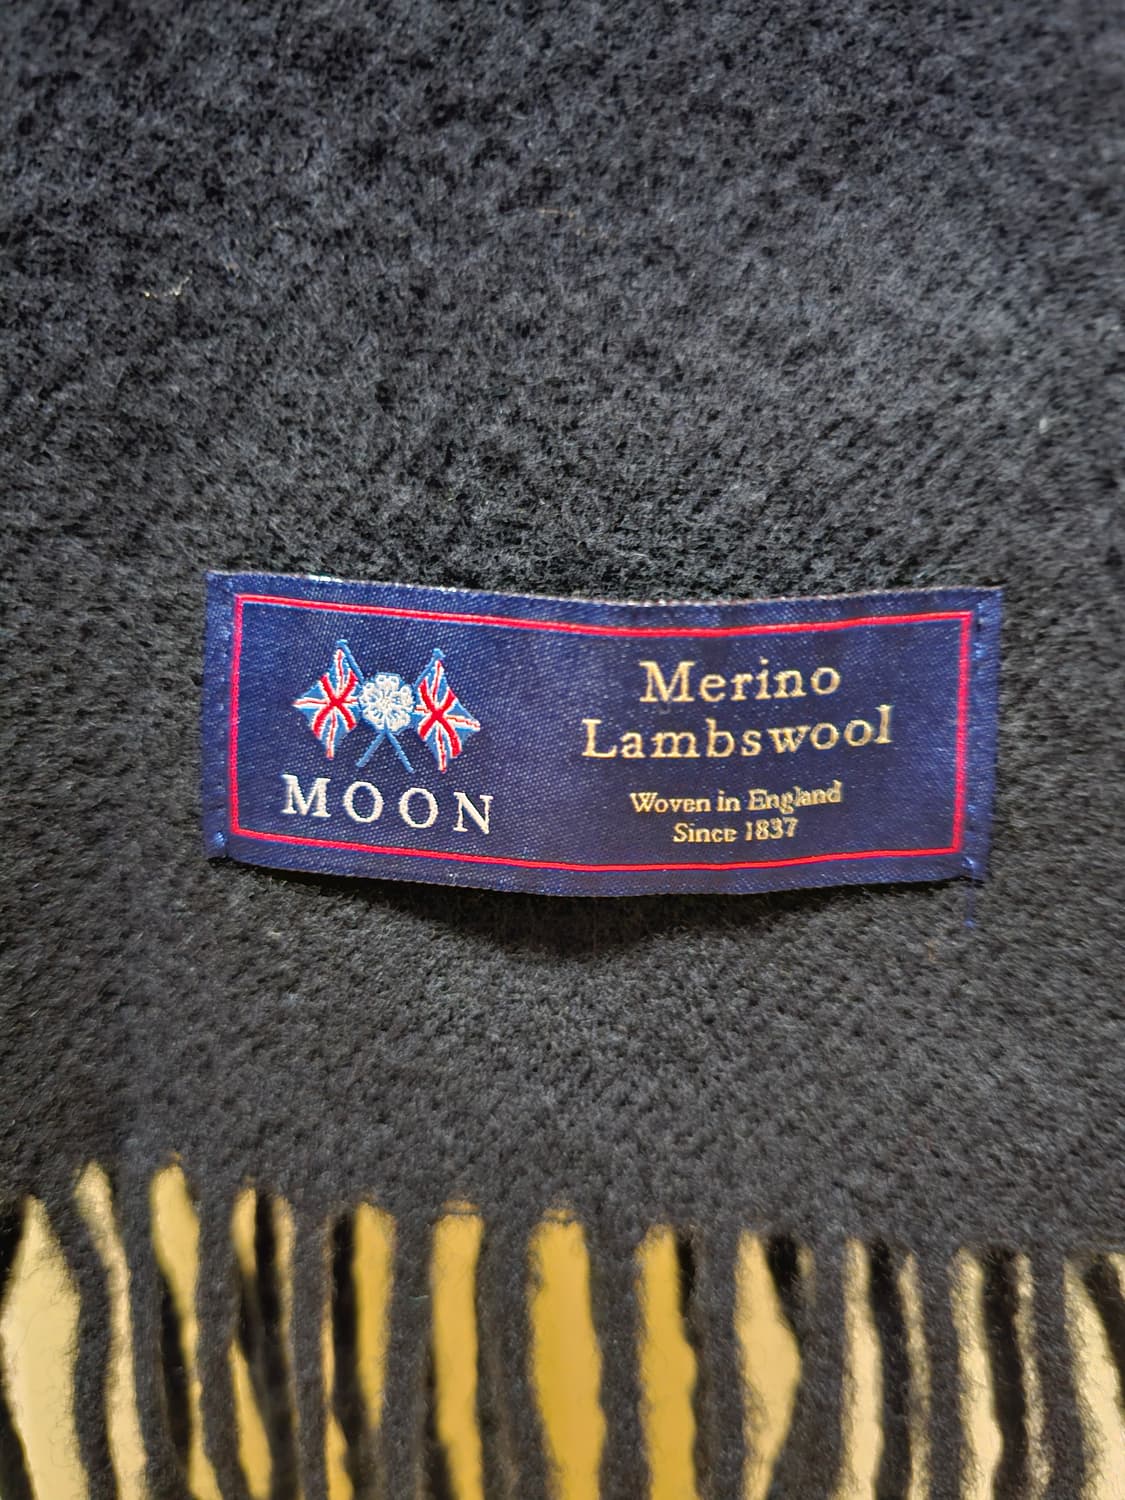 MOON
Merino
Lambswool
Woven in England
Since 1837